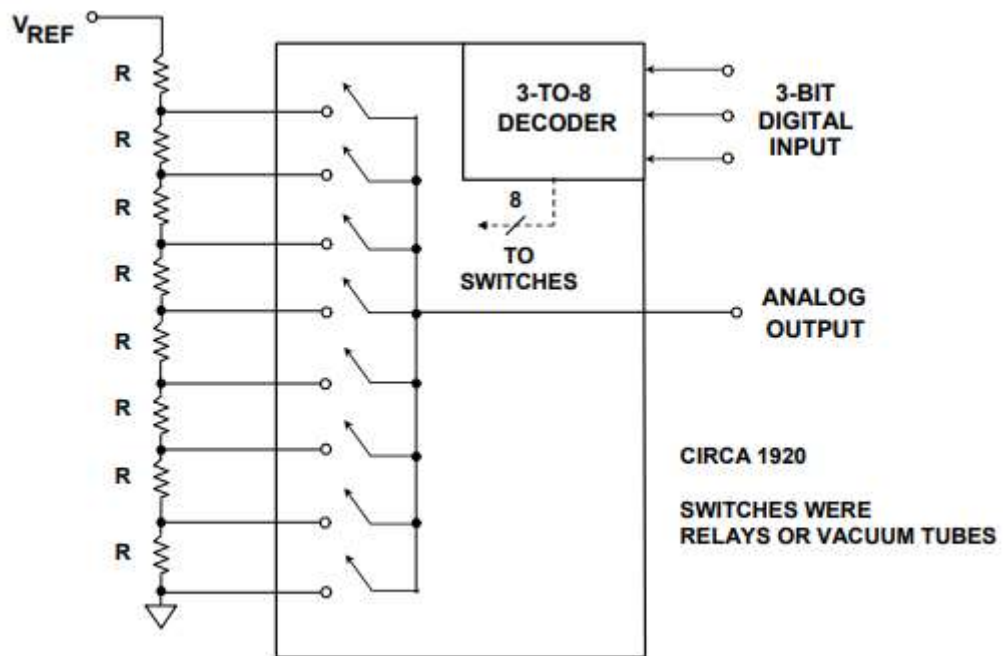 VREF
R
R
R
R
R
R
R
R
3-TO-8
DECODER
8
TO
SWITCHES
3-BIT
DIGITAL
INPUT
ANALOG
OUTPUT
CIRCA 1920
SWITCHES WERE
RELAYS OR VACUUM TUBES